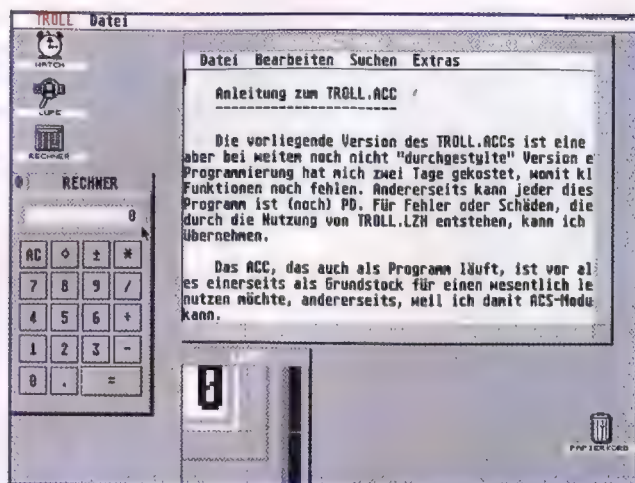 TROLL Datei
WATCH
LUPE
RECHNER
RECHNER
0
AC ◊ ± *
7 8 9 /
4 5 6 +
1 2 3 -
0 . =
Datei Bearbeiten Suchen Extras
Anleitung zum TROLL.ACC
Die vorliegende Version des TROLL.ACCs ist eine
aber bei weitem noch nicht "durchgestylte" Version e
Programmierung hat mich zwei Tage gekostet, womit kl
Funktionen noch fehlen. Andererseits kann jeder dies
Programm ist (noch) PD. Für Fehler oder Schäden, die
durch die Nutzung von TROLL.LZH entstehen, kann ich
übernehmen.
Das ACC, das auch als Programm läuft, ist vor al
es einerseits als Grundstock für einen wesentlich le
nutzen möchte, andererseits, weil ich damit ACS-Modu
kann.
0
PAPIERKORB